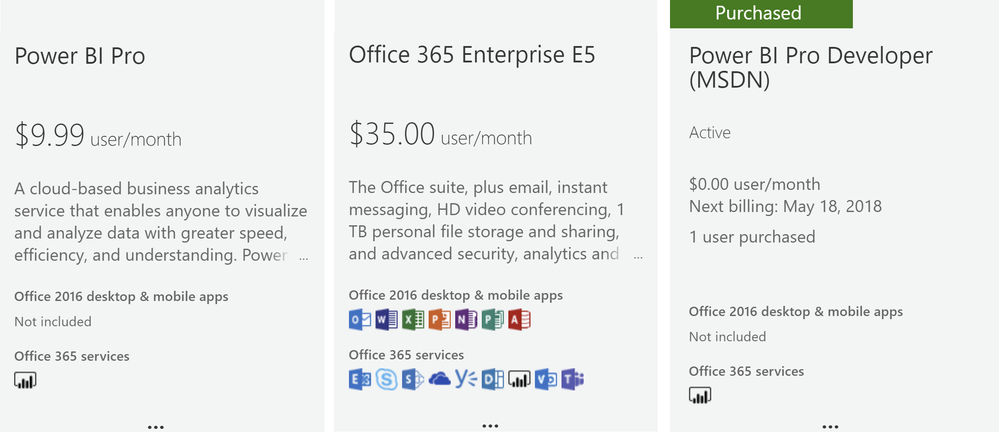 Power BI Pro
$9.99 user/month
A cloud-based business analytics
service that enables anyone to visualize
and analyze data with greater speed,
efficiency, and understanding. Power ...
Office 2016 desktop & mobile apps
Not included
Office 365 services
...
Office 365 Enterprise E5
$35.00 user/month
The Office suite, plus email, instant
messaging, HD video conferencing, 1
TB personal file storage and sharing,
and advanced security, analytics and ...
Office 2016 desktop & mobile apps
O W X P N P A
Office 365 services
E S S D V T
...
Purchased
Power BI Pro Developer
(MSDN)
Active
$0.00 user/month
Next billing: May 18, 2018
1 user purchased
Office 2016 desktop & mobile apps
Not included
Office 365 services
...